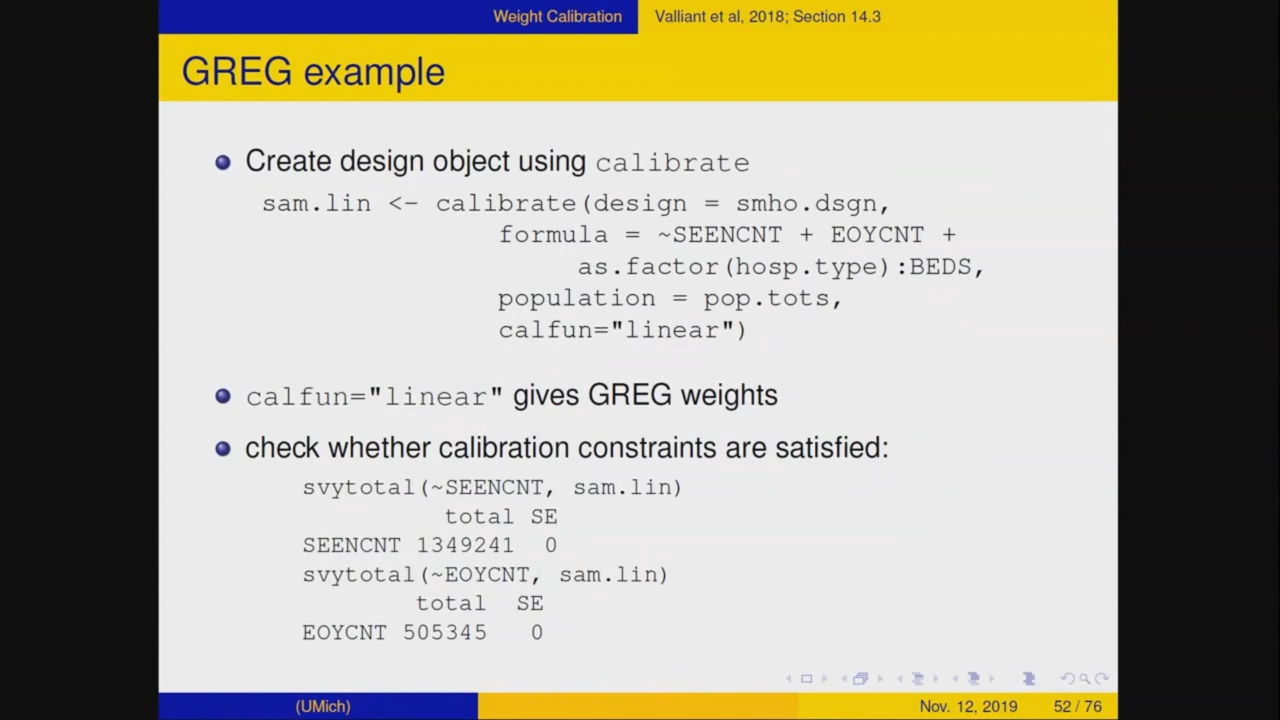 Weight Calibration Valliant et al, 2018; Section 14.3
GREG example
Create design object using calibrate
sam.lin <- calibrate(design = smho.dsgn,
formula = ~SEENCNT + EOYCNT +
as.factor(hosp.type):BEDS,
population = pop.tots,
calfun="linear")
calfun="linear" gives GREG weights
check whether calibration constraints are satisfied:
svytotal(~SEENCNT, sam.lin)
total SE
SEENCNT 1349241 0
svytotal(~EOYCNT, sam.lin)
total SE
EOYCNT 505345 0
(UMich) Nov. 12, 2019 52 / 76